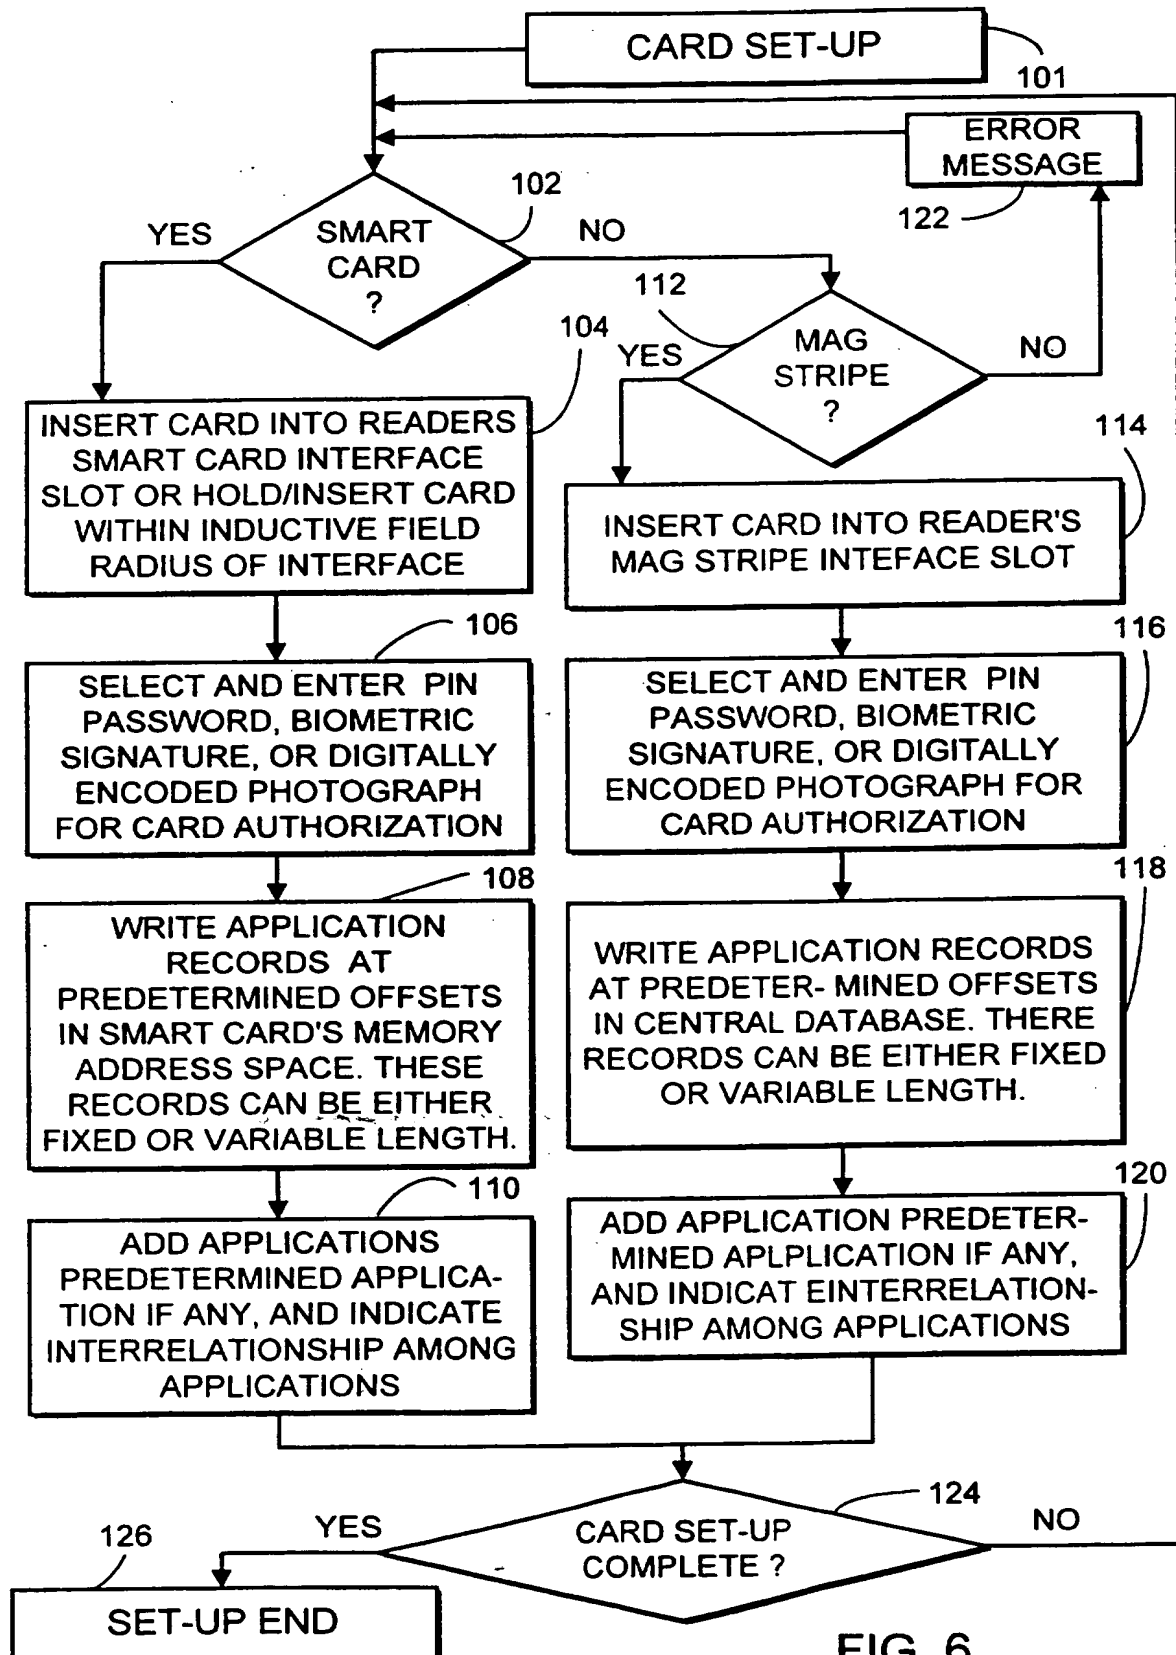 CARD SET-UP
101
ERROR
MESSAGE
122
102
YES
SMART
CARD
?
NO
112
MAG
STRIPE
?
YES
NO
104
INSERT CARD INTO READERS
SMART CARD INTERFACE
SLOT OR HOLD/INSERT CARD
WITHIN INDUCTIVE FIELD
RADIUS OF INTERFACE
114
INSERT CARD INTO READER'S
MAG STRIPE INTEFACE SLOT
106
SELECT AND ENTER PIN
PASSWORD, BIOMETRIC
SIGNATURE, OR DIGITALLY
ENCODED PHOTOGRAPH
FOR CARD AUTHORIZATION
116
SELECT AND ENTER PIN
PASSWORD, BIOMETRIC
SIGNATURE, OR DIGITALLY
ENCODED PHOTOGRAPH FOR
CARD AUTHORIZATION
108
WRITE APPLICATION
RECORDS AT
PREDETERMINED OFFSETS
IN SMART CARD'S MEMORY
ADDRESS SPACE. THESE
RECORDS CAN BE EITHER
FIXED OR VARIABLE LENGTH.
118
WRITE APPLICATION RECORDS
AT PREDETER- MINED OFFSETS
IN CENTRAL DATABASE. THERE
RECORDS CAN BE EITHER FIXED
OR VARIABLE LENGTH.
110
ADD APPLICATIONS
PREDETERMINED APPLICA-
TION IF ANY, AND INDICATE
INTERRELATIONSHIP AMONG
APPLICATIONS
120
ADD APPLICATION PREDETER-
MINED APLPLICATION IF ANY,
AND INDICAT EINTERRELATION-
SHIP AMONG APPLICATIONS
124
CARD SET-UP
COMPLETE ?
YES
NO
126
SET-UP END
FIG. 6